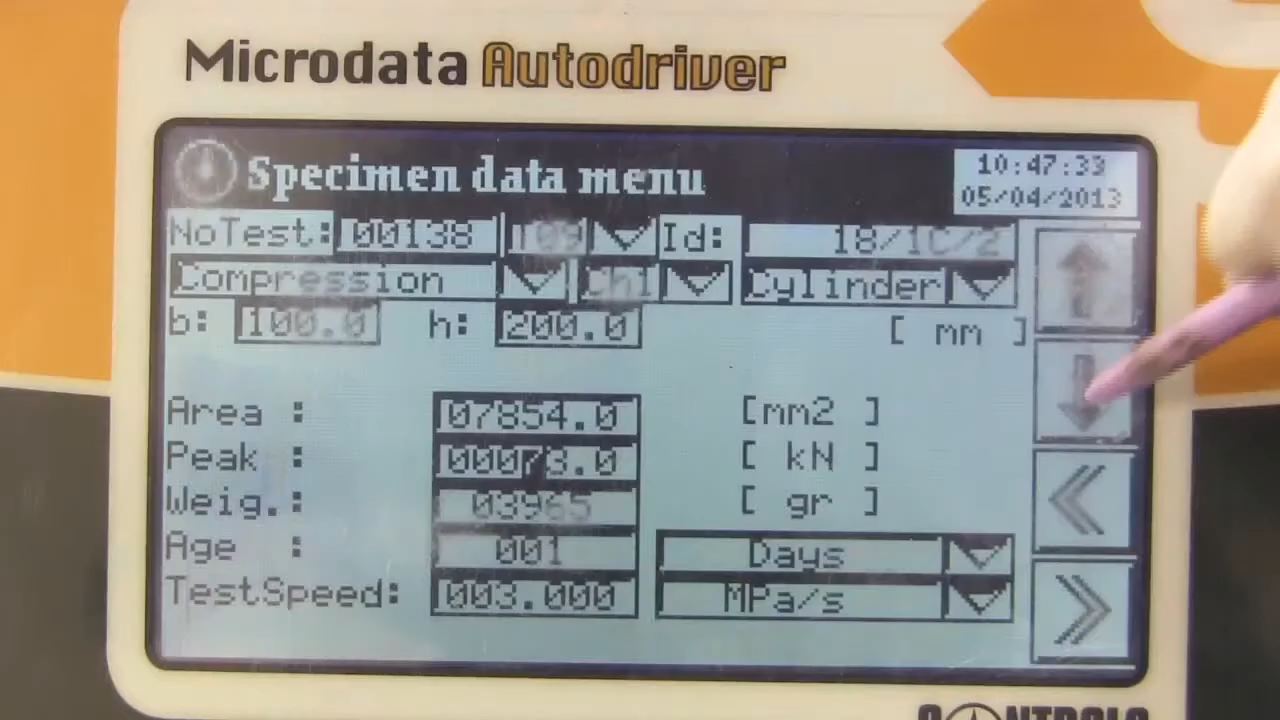 Microdata Autodriver
Specimen data menu
10:47:33
05/04/2013
NoTest: 00138 Id: 18/1C/2
Compression Ch1 Cylinder
b: 100.0 h: 200.0 [ mm ]
Area : 07854.0 [mm2 ]
Peak : 00073.0 [ kN ]
Weig.: 03965 [ gr ]
Age : 001 Days
TestSpeed: 003.000 MPa/s
CONTROLS